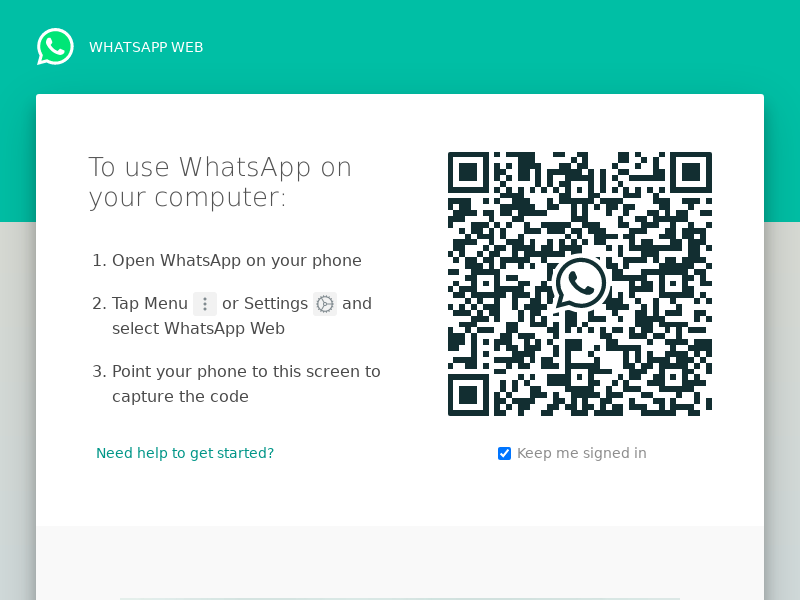 WHATSAPP WEB
To use WhatsApp on
your computer:
1. Open WhatsApp on your phone
2. Tap Menu or Settings and
select WhatsApp Web
3. Point your phone to this screen to
capture the code
Need help to get started?
Keep me signed in